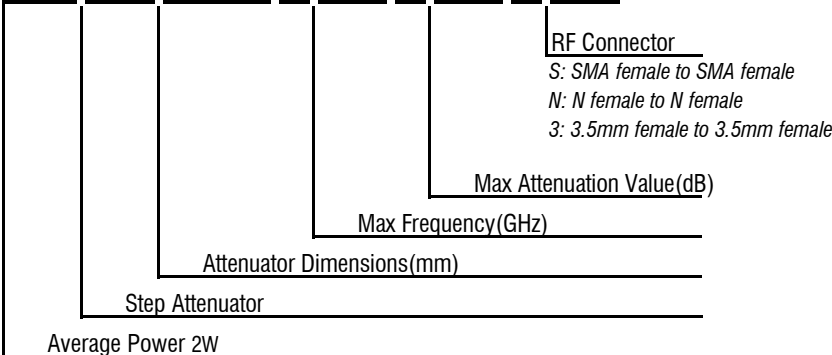 RF Connector
S: SMA female to SMA female
N: N female to N female
3: 3.5mm female to 3.5mm female
Max Attenuation Value(dB)
Max Frequency(GHz)
Attenuator Dimensions(mm)
Step Attenuator
Average Power 2W